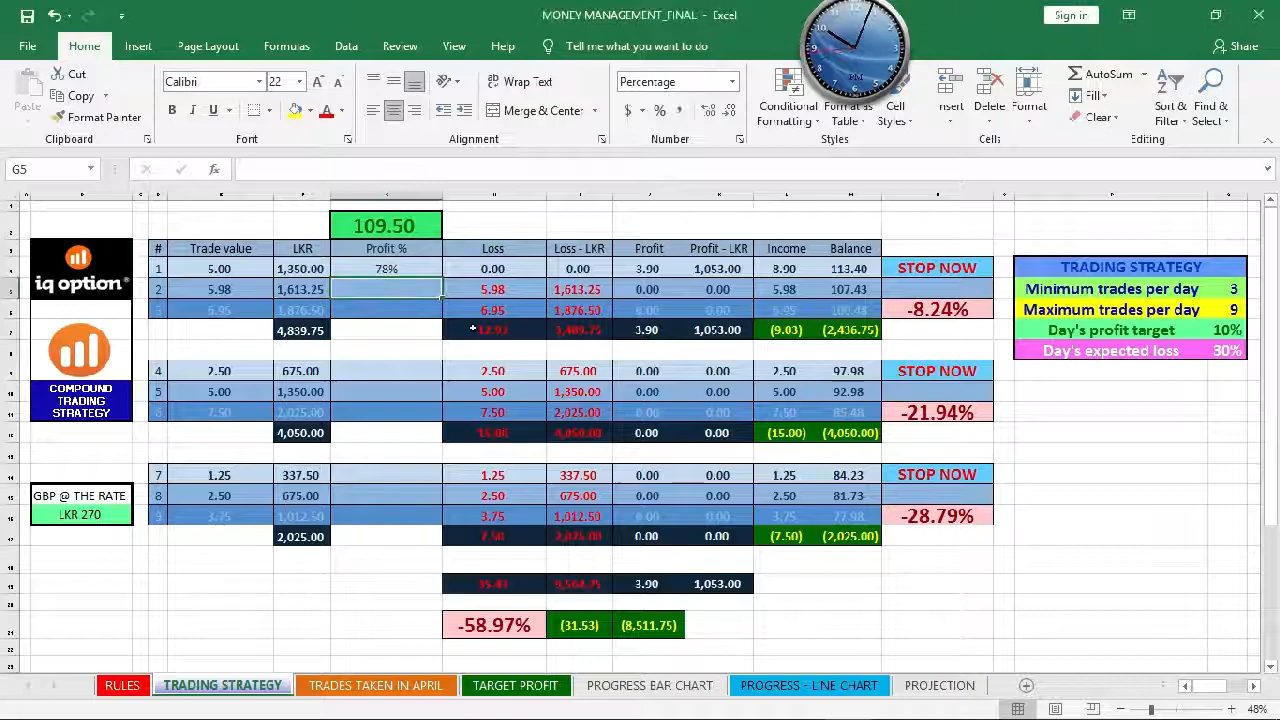 MONEY MANAGEMENT_FINAL - Excel
Sign in
File Home Insert Page Layout Formulas Data Review View Help Tell me what you want to do Share
Paste
Cut
Copy
Format Painter
Clipboard
Calibri 22
B I U
Font
Wrap Text
Merge & Center
Alignment
Percentage
$ % ,
Number
Conditional Formatting
Format as Table
Cell Styles
Styles
Insert Delete Format
Cells
AutoSum
Fill
Clear
Sort & Filter
Find & Select
Editing
G5
fx
109.50
# Trade value LKR Profit % Loss Loss - LKR Profit Profit - LKR Income Balance
1 5.00 1,350.00 78% 0.00 0.00 3.90 1,053.00 8.90 113.40 STOP NOW
2 5.98 1,613.25 5.98 1,613.25 0.00 0.00 5.98 107.43
6.95 1,876.50 6.95 1,876.50 0.00 0.00 6.95 100.48 -8.24%
4,839.75 3,489.75 3.90 1,053.00 (9.03) (2,436.75)
4 2.50 675.00 2.50 675.00 0.00 0.00 2.50 97.98 STOP NOW
5 5.00 1,350.00 5.00 1,350.00 0.00 0.00 5.00 92.98
6 7.50 2,025.00 7.50 2,025.00 0.00 0.00 7.50 85.48 -21.94%
4,050.00 15.00 4,050.00 0.00 0.00 (15.00) (4,050.00)
7 1.25 337.50 1.25 337.50 0.00 0.00 1.25 84.23 STOP NOW
8 2.50 675.00 2.50 675.00 0.00 0.00 2.50 81.73
9 3.75 1,012.50 3.75 1,012.50 0.00 0.00 3.75 77.98 -28.79%
2,025.00 7.50 2,025.00 0.00 0.00 (7.50) (2,025.00)
3.90 1,053.00
-58.97% (31.53) (8,511.75)
iq option®
COMPOUND
TRADING
STRATEGY
GBP @ THE RATE
LKR 270
TRADING STRATEGY
Minimum trades per day 3
Maximum trades per day 9
Day's profit target 10%
Day's expected loss 30%
RULES TRADING STRATEGY TRADES TAKEN IN APRIL TARGET PROFIT PROGRESS BAR CHART PROGRESS - LINE CHART PROJECTION
48%